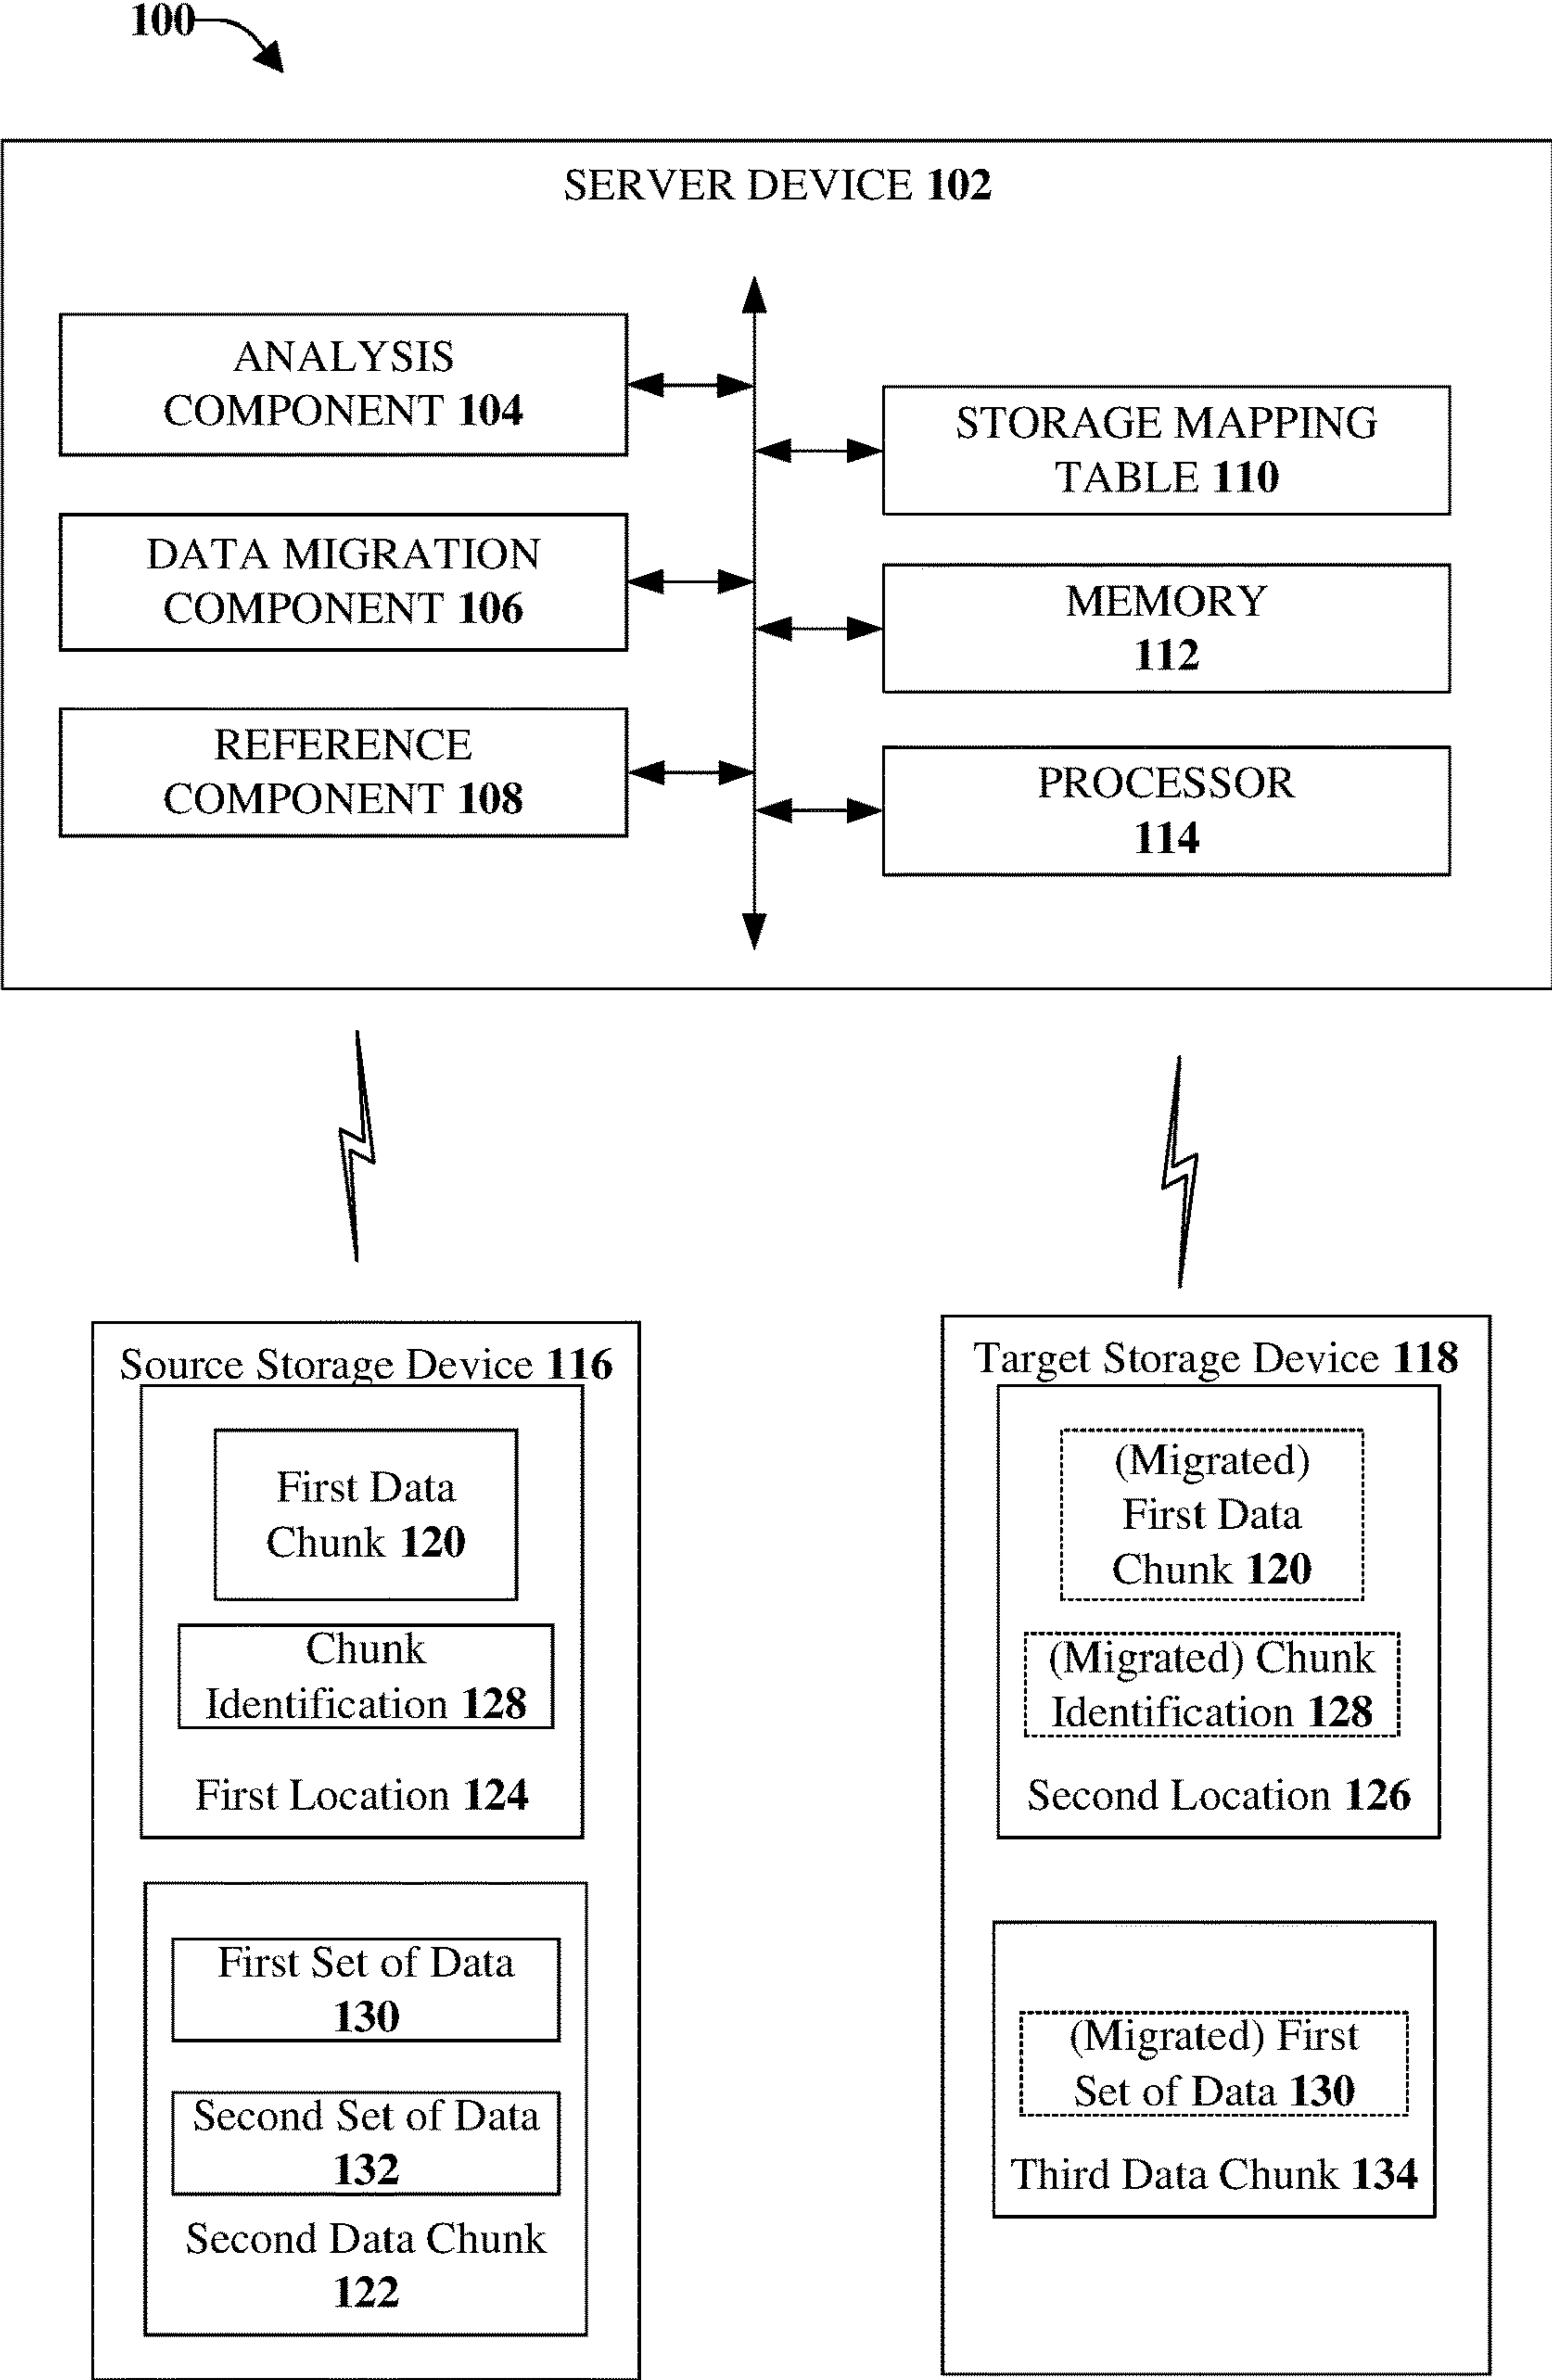 100
SERVER DEVICE 102
ANALYSIS
COMPONENT 104
DATA MIGRATION
COMPONENT 106
REFERENCE
COMPONENT 108
STORAGE MAPPING
TABLE 110
MEMORY
112
PROCESSOR
114
Source Storage Device 116
First Data
Chunk 120
Chunk
Identification 128
First Location 124
First Set of Data
130
Second Set of Data
132
Second Data Chunk
122
Target Storage Device 118
(Migrated)
First Data
Chunk 120
(Migrated) Chunk
Identification 128
Second Location 126
(Migrated) First
Set of Data 130
Third Data Chunk 134